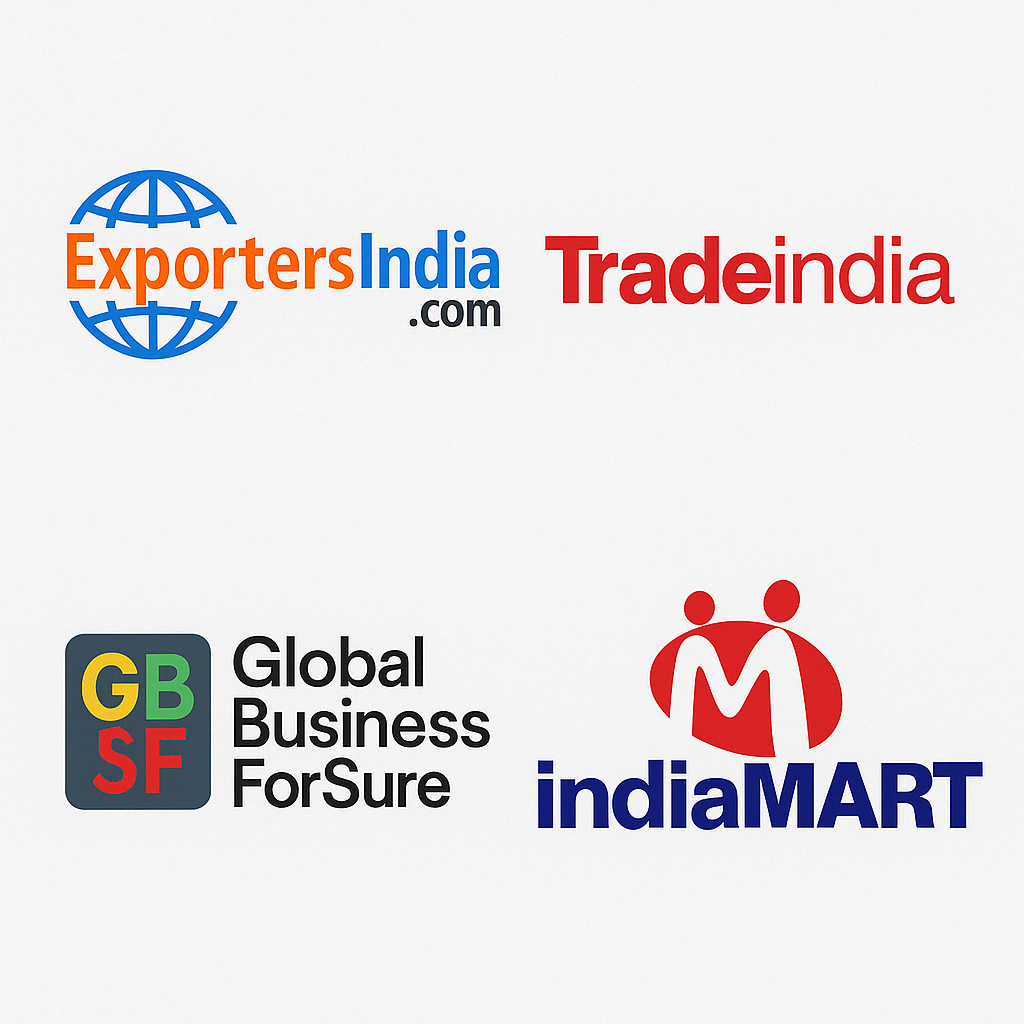 ExportersIndia
.com
Tradeindia
GB
SF
Global
Business
ForSure
indiaMART